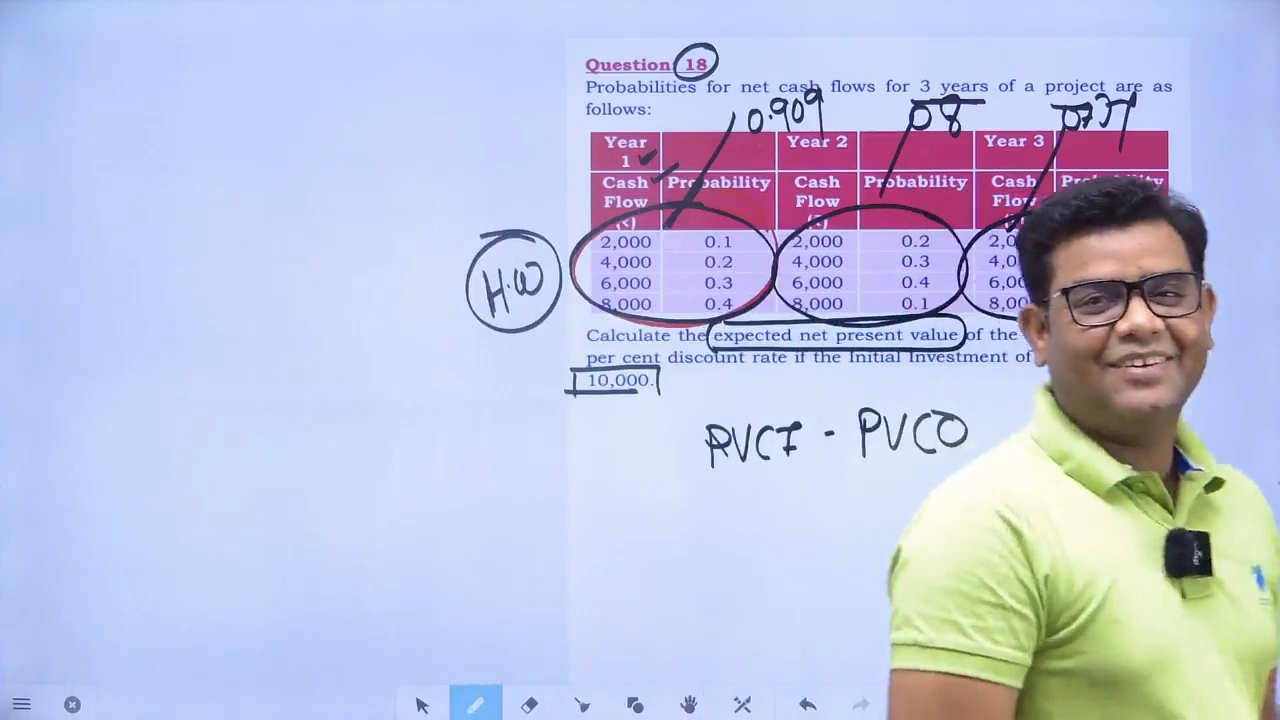 Question 18
Probabilities for net cash flows for 3 years of a project are as
follows:
0.909 08 0737
Year 1 Year 2 Year 3
Cash Flow (₹) Probability Cash Flow (₹) Probability Cash Flow
2,000 0.1 2,000 0.2
4,000 0.2 4,000 0.3
6,000 0.3 6,000 0.4
8,000 0.4 8,000 0.1
H.W
Calculate the expected net present value of the
per cent discount rate if the Initial Investment of
10,000.
PVCI - PVCO